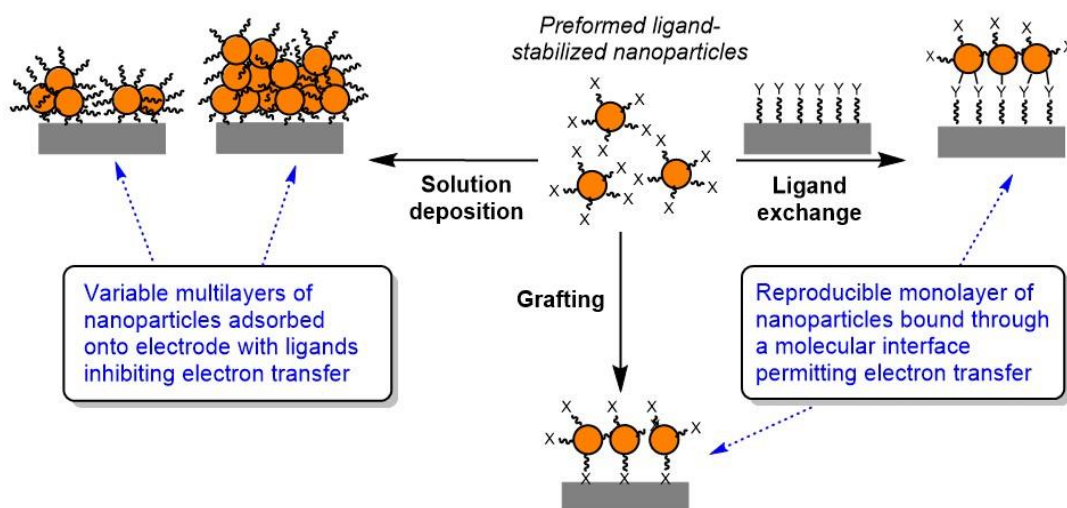 Preformed ligand-
stabilized nanoparticles
X
X
X
X
X
X
X
X
X
X
X
X
X
X
Solution
deposition
Y Y Y Y Y Y
Ligand
exchange
X
X
X
X
X
Y Y Y Y Y
Grafting
Variable multilayers of
nanoparticles adsorbed
onto electrode with ligands
inhibiting electron transfer
Reproducible monolayer of
nanoparticles bound through
a molecular interface
permitting electron transfer
X
X
X
X
X
X X X